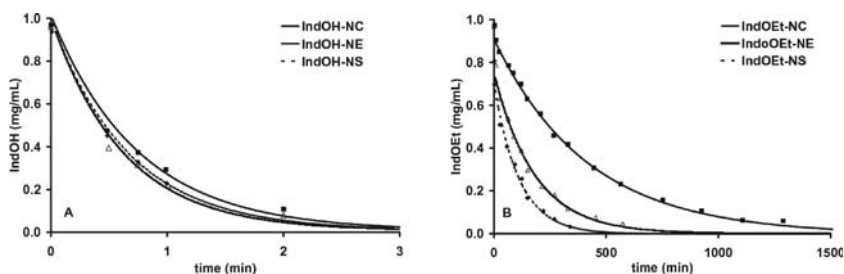 IndOH-NC
IndOH-NE
IndOH-NS
IndOH (mg/mL)
1.0
0.8
0.6
0.4
0.2
0.0
A
0
1
2
3
time (min)
IndOEt-NC
IndoOEt-NE
IndOEt-NS
IndOEt (mg/mL)
1.0
0.8
0.6
0.4
0.2
0.0
B
0
500
1000
1500
time (min)